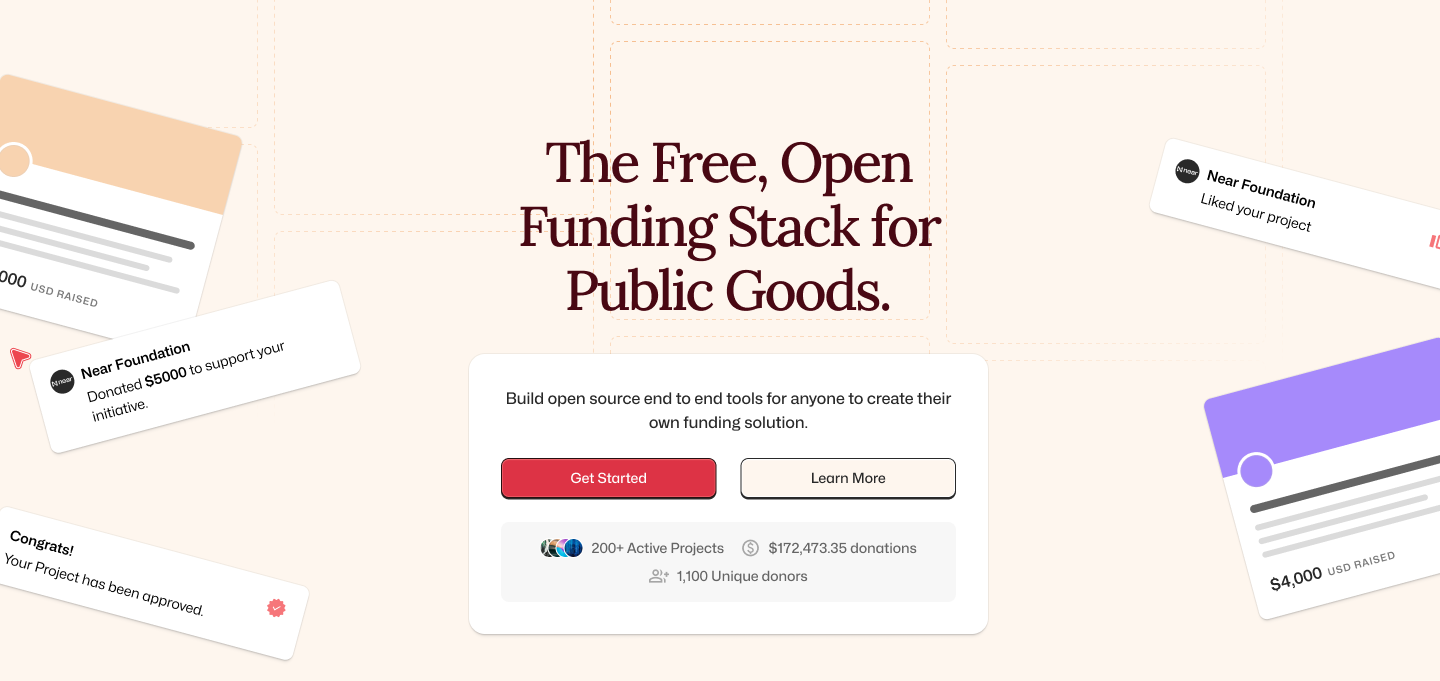 The Free, Open
Funding Stack for
Public Goods.
Build open source end to end tools for anyone to create their
own funding solution.
Get Started
Learn More
200+ Active Projects
$172,473.35 donations
1,100 Unique donors
000 USD RAISED
near
Near Foundation
Donated $5000 to support your
initiative.
Congrats!
Your Project has been approved.
near
Near Foundation
Liked your project
$4,000 USD RAISED